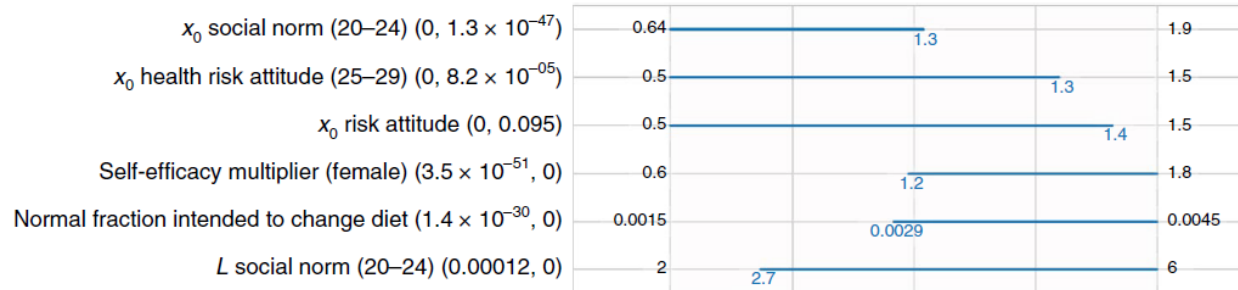 x₀ social norm (20–24) (0, 1.3 × 10⁻⁴⁷) 0.64 1.3 1.9
x₀ health risk attitude (25–29) (0, 8.2 × 10⁻⁰⁵) 0.5 1.3 1.5
x₀ risk attitude (0, 0.095) 0.5 1.4 1.5
Self-efficacy multiplier (female) (3.5 × 10⁻⁵¹, 0) 0.6 1.2 1.8
Normal fraction intended to change diet (1.4 × 10⁻³⁰, 0) 0.0015 0.0029 0.0045
L social norm (20–24) (0.00012, 0) 2 2.7 6